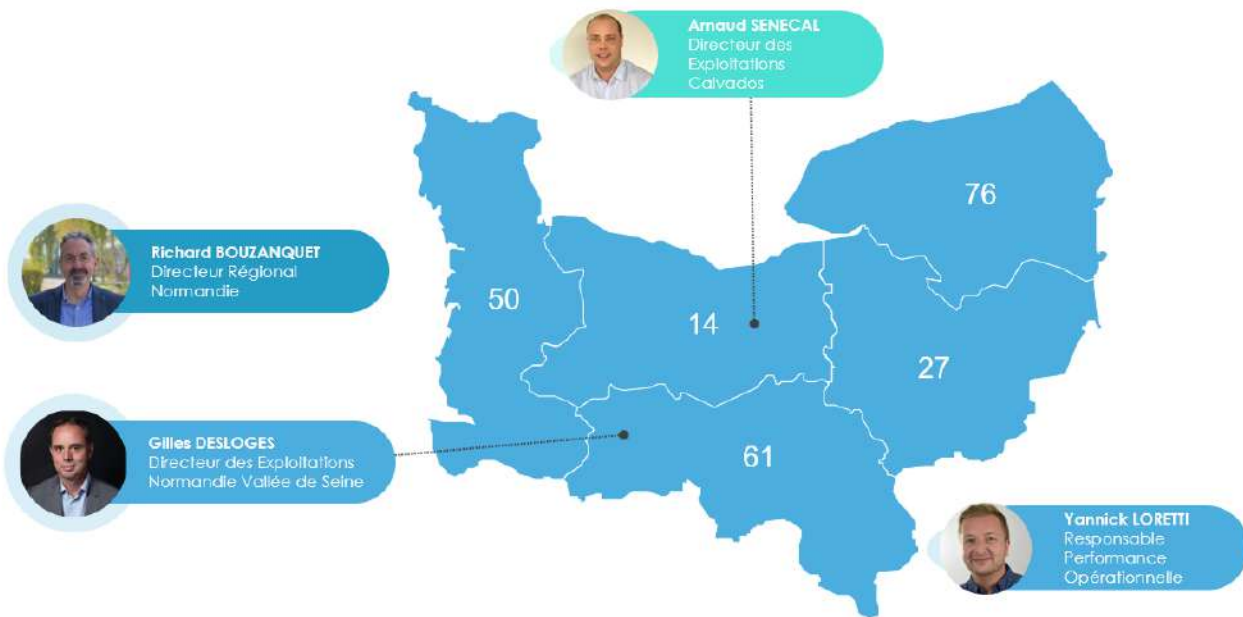 Arnaud SENECAL
Directeur des
Exploitations
Calvados
76
Richard BOUZANQUET
Directeur Régional
Normandie
50
14
27
Gilles DESLOGES
Directeur des Exploitations
Normandie Vallée de Seine
61
Yannick LORETTI
Responsable
Performance
Opérationnelle